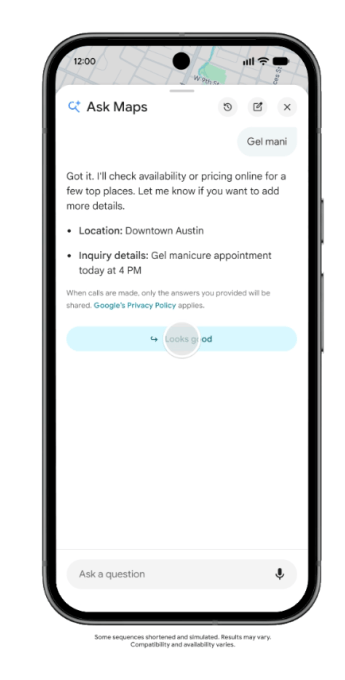 12:00
W 9th St
Ask Maps
Gel mani
Got it. I'll check availability or pricing online for a
few top places. Let me know if you want to add
more details.
• Location: Downtown Austin
• Inquiry details: Gel manicure appointment
today at 4 PM
When calls are made, only the answers you provided will be
shared. Google's Privacy Policy applies.
Looks good
Ask a question
Some sequences shortened and simulated. Results may vary.
Compatibility and availability varies.